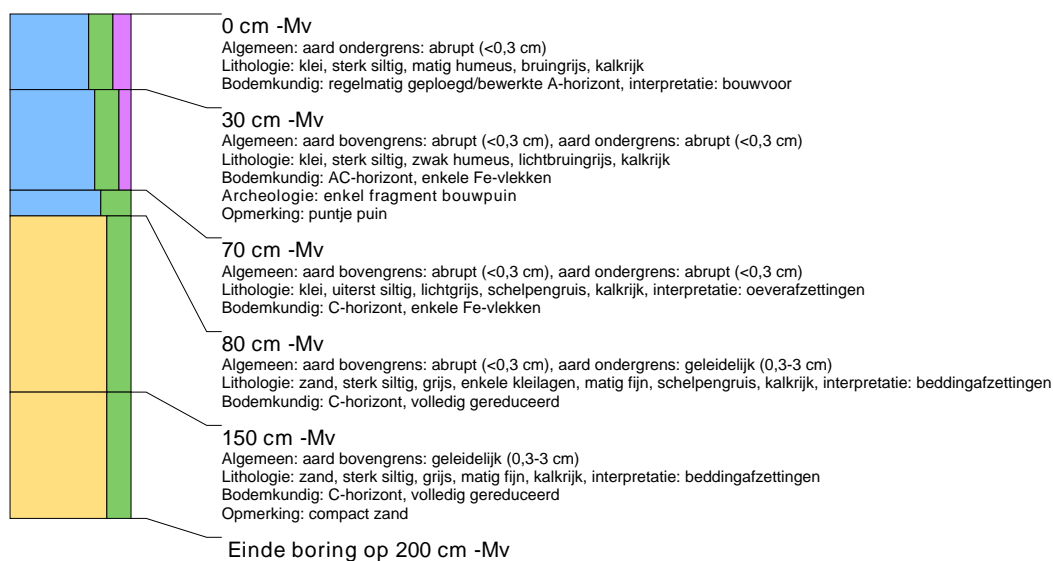 0 cm -Mv
Algemeen: aard ondergrens: abrupt (<0,3 cm)
Lithologie: klei, sterk siltig, matig humeus, bruingrijs, kalkrijk
Bodemkundig: regelmatig geploegd/bewerkte A-horizont, interpretatie: bouwvoor
30 cm -Mv
Algemeen: aard bovengrens: abrupt (<0,3 cm), aard ondergrens: abrupt (<0,3 cm)
Lithologie: klei, sterk siltig, zwak humeus, lichtbruingrijs, kalkrijk
Bodemkundig: AC-horizont, enkele Fe-vlekken
Archeologie: enkel fragment bouwpuin
Opmerking: puntje puin
70 cm -Mv
Algemeen: aard bovengrens: abrupt (<0,3 cm), aard ondergrens: abrupt (<0,3 cm)
Lithologie: klei, uiterst siltig, lichtgrijs, schelpengruis, kalkrijk, interpretatie: oeverafzettingen
Bodemkundig: C-horizont, enkele Fe-vlekken
80 cm -Mv
Algemeen: aard bovengrens: abrupt (<0,3 cm), aard ondergrens: geleidelijk (0,3-3 cm)
Lithologie: zand, sterk siltig, grijs, enkele kleilagen, matig fijn, schelpengruis, kalkrijk, interpretatie: beddingafzettingen
Bodemkundig: C-horizont, volledig gereduceerd
150 cm -Mv
Algemeen: aard bovengrens: geleidelijk (0,3-3 cm)
Lithologie: zand, sterk siltig, grijs, matig fijn, kalkrijk, interpretatie: beddingafzettingen
Bodemkundig: C-horizont, volledig gereduceerd
Opmerking: compact zand
Einde boring op 200 cm -Mv